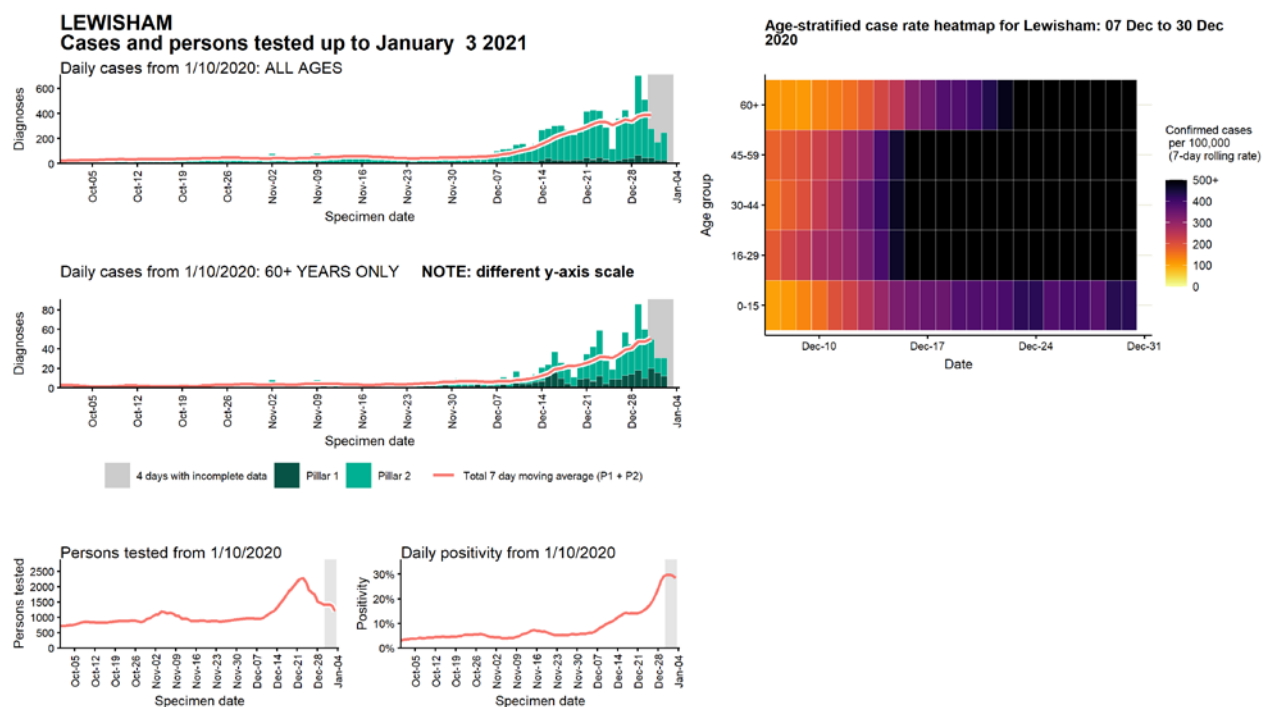 LEWISHAM
Cases and persons tested up to January 3 2021
Daily cases from 1/10/2020: ALL AGES
Diagnoses
600
400
200
0
Oct-05
Oct-12
Oct-19
Oct-26
Nov-02
Nov-09
Nov-16
Nov-23
Nov-30
Dec-07
Dec-14
Dec-21
Dec-28
Jan-04
Specimen date
Daily cases from 1/10/2020: 60+ YEARS ONLY NOTE: different y-axis scale
Diagnoses
80
60
40
20
0
Oct-05
Oct-12
Oct-19
Oct-26
Nov-02
Nov-09
Nov-16
Nov-23
Nov-30
Dec-07
Dec-14
Dec-21
Dec-28
Jan-04
Specimen date
4 days with incomplete data
Pillar 1
Pillar 2
Total 7 day moving average (P1 + P2)
Persons tested from 1/10/2020
Persons tested
2500
2000
1500
1000
500
0
Oct-05
Oct-12
Oct-19
Oct-26
Nov-02
Nov-09
Nov-16
Nov-23
Nov-30
Dec-07
Dec-14
Dec-21
Dec-28
Jan-04
Specimen date
Daily positivity from 1/10/2020
Positivity
30%
20%
10%
0%
Oct-05
Oct-12
Oct-19
Oct-26
Nov-02
Nov-09
Nov-16
Nov-23
Nov-30
Dec-07
Dec-14
Dec-21
Dec-28
Jan-04
Specimen date
Age-stratified case rate heatmap for Lewisham: 07 Dec to 30 Dec
2020
Age group
60+
45-59
30-44
16-29
0-15
Dec-10
Dec-17
Dec-24
Dec-31
Date
Confirmed cases
per 100,000
(7-day rolling rate)
500+
400
300
200
100
0